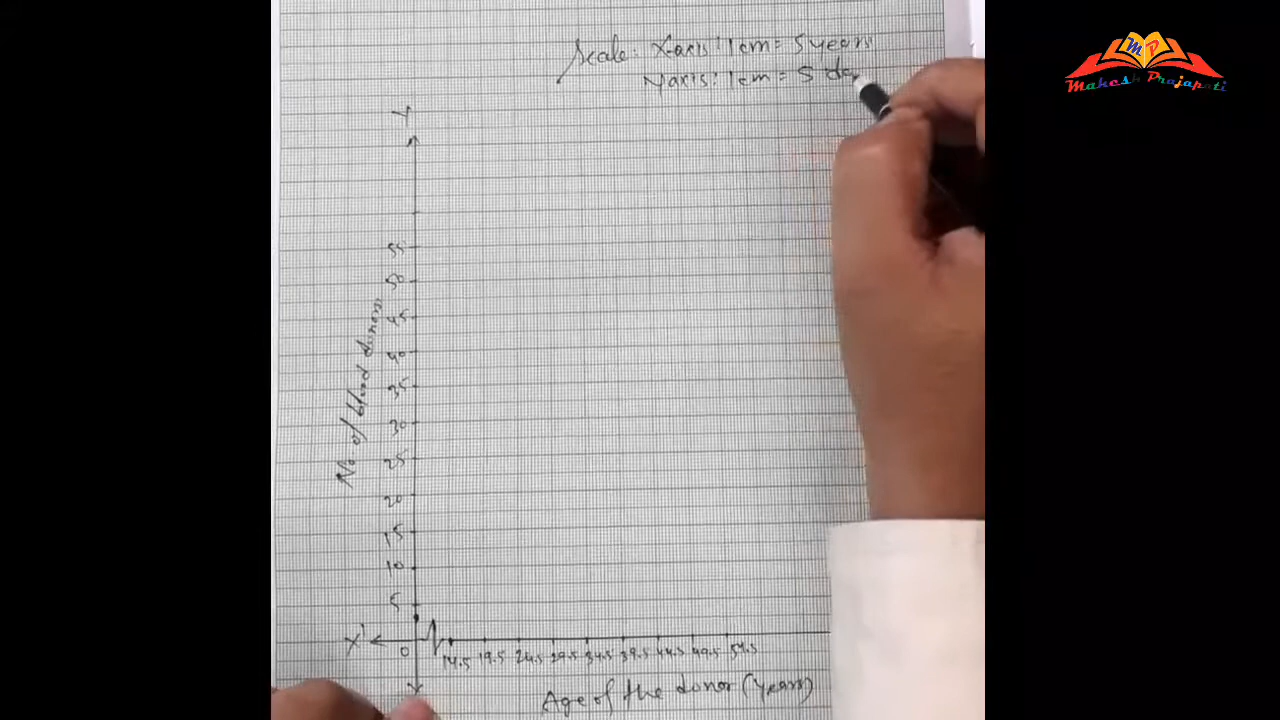 MP
Mahesh Prajapati
Scale: X-axis: 1cm = 5 years
Y-axis: 1cm = 5 do
Y
55
50
45
40
35
30
25
20
15
10
5
No of blood donors
X'
0
14.5 19.5 24.5 29.5 34.5 39.5 44.5 49.5 54.5
Age of the donor (years)